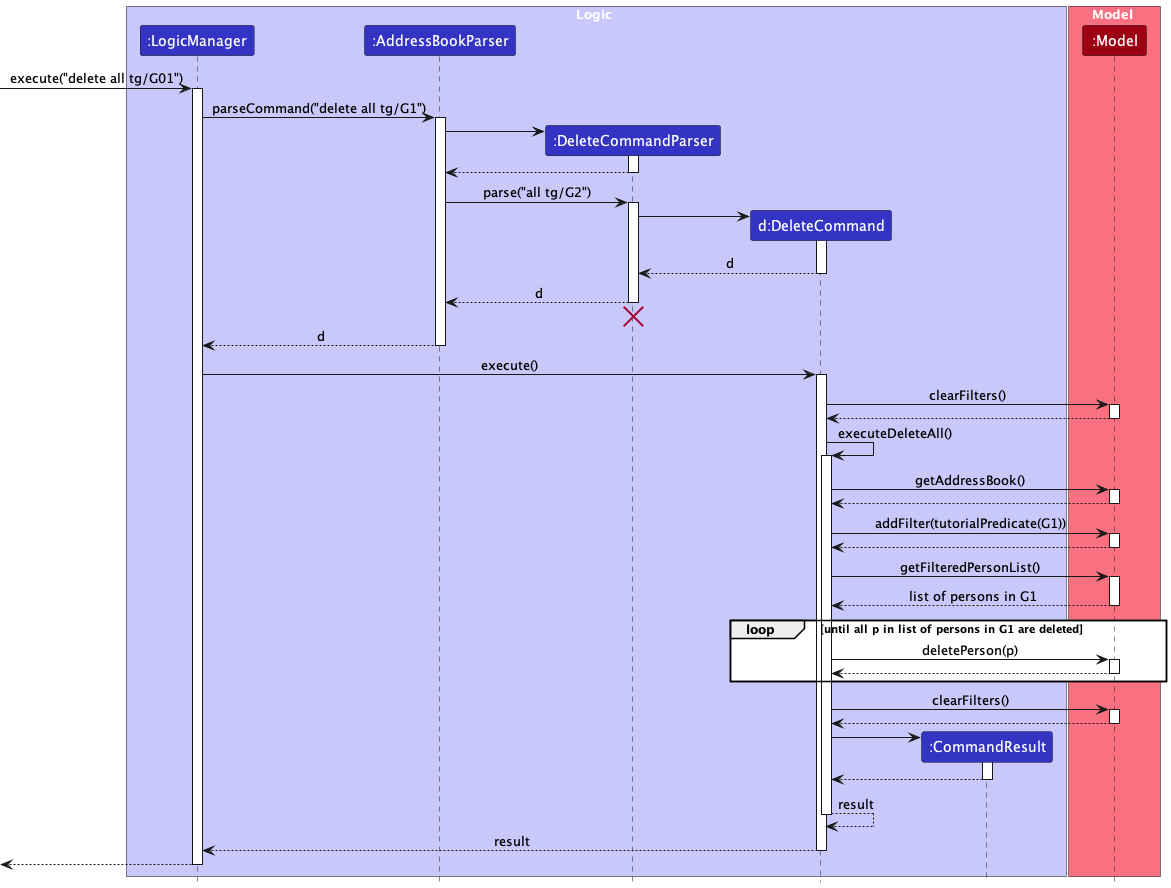 Logic
Model
:LogicManager
:AddressBookParser
:Model
execute("delete all tg/G01")
parseCommand("delete all tg/G1")
:DeleteCommandParser
parse("all tg/G2")
d:DeleteCommand
d
d
d
execute()
clearFilters()
executeDeleteAll()
getAddressBook()
addFilter(tutorialPredicate(G1))
getFilteredPersonList()
list of persons in G1
loop
[until all p in list of persons in G1 are deleted]
deletePerson(p)
clearFilters()
:CommandResult
result
result